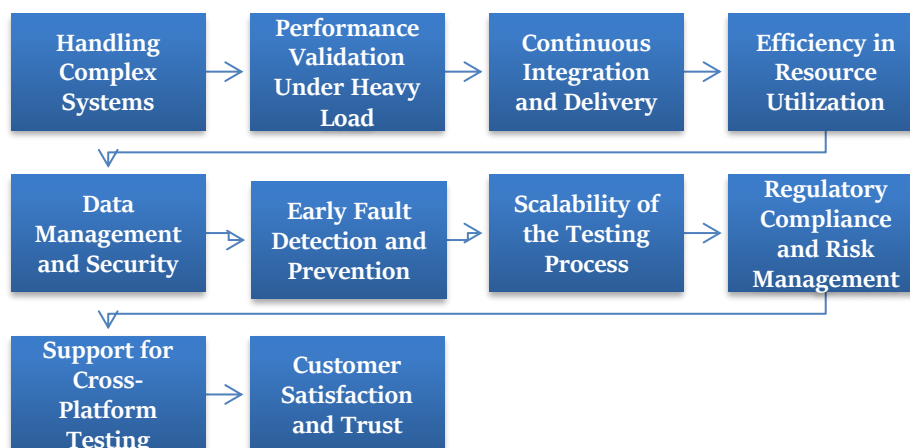 Handling
Complex
Systems
Performance
Validation
Under Heavy
Load
Continuous
Integration
and Delivery
Efficiency in
Resource
Utilization
Data
Management
and Security
Early Fault
Detection and
Prevention
Scalability of
the Testing
Process
Regulatory
Compliance
and Risk
Management
Support for
Cross-
Platform
Testing
Customer
Satisfaction
and Trust